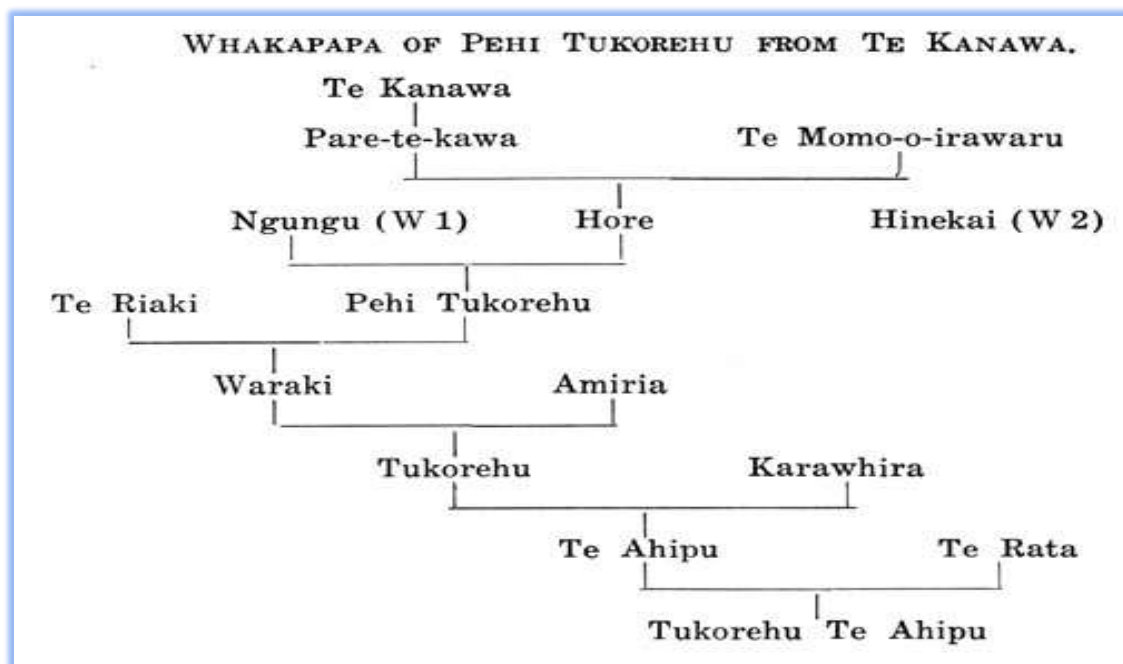 WHAKAPAPA OF PEHI TUKOREHU FROM TE KANAWA.
Te Kanawa
Pare-te-kawa Te Momo-o-irawaru
Ngungu (W 1) Hore Hinekai (W 2)
Te Riaki Pehi Tukorehu
Waraki Amiria
Tukorehu Karawhira
Te Ahipu Te Rata
Tukorehu Te Ahipu